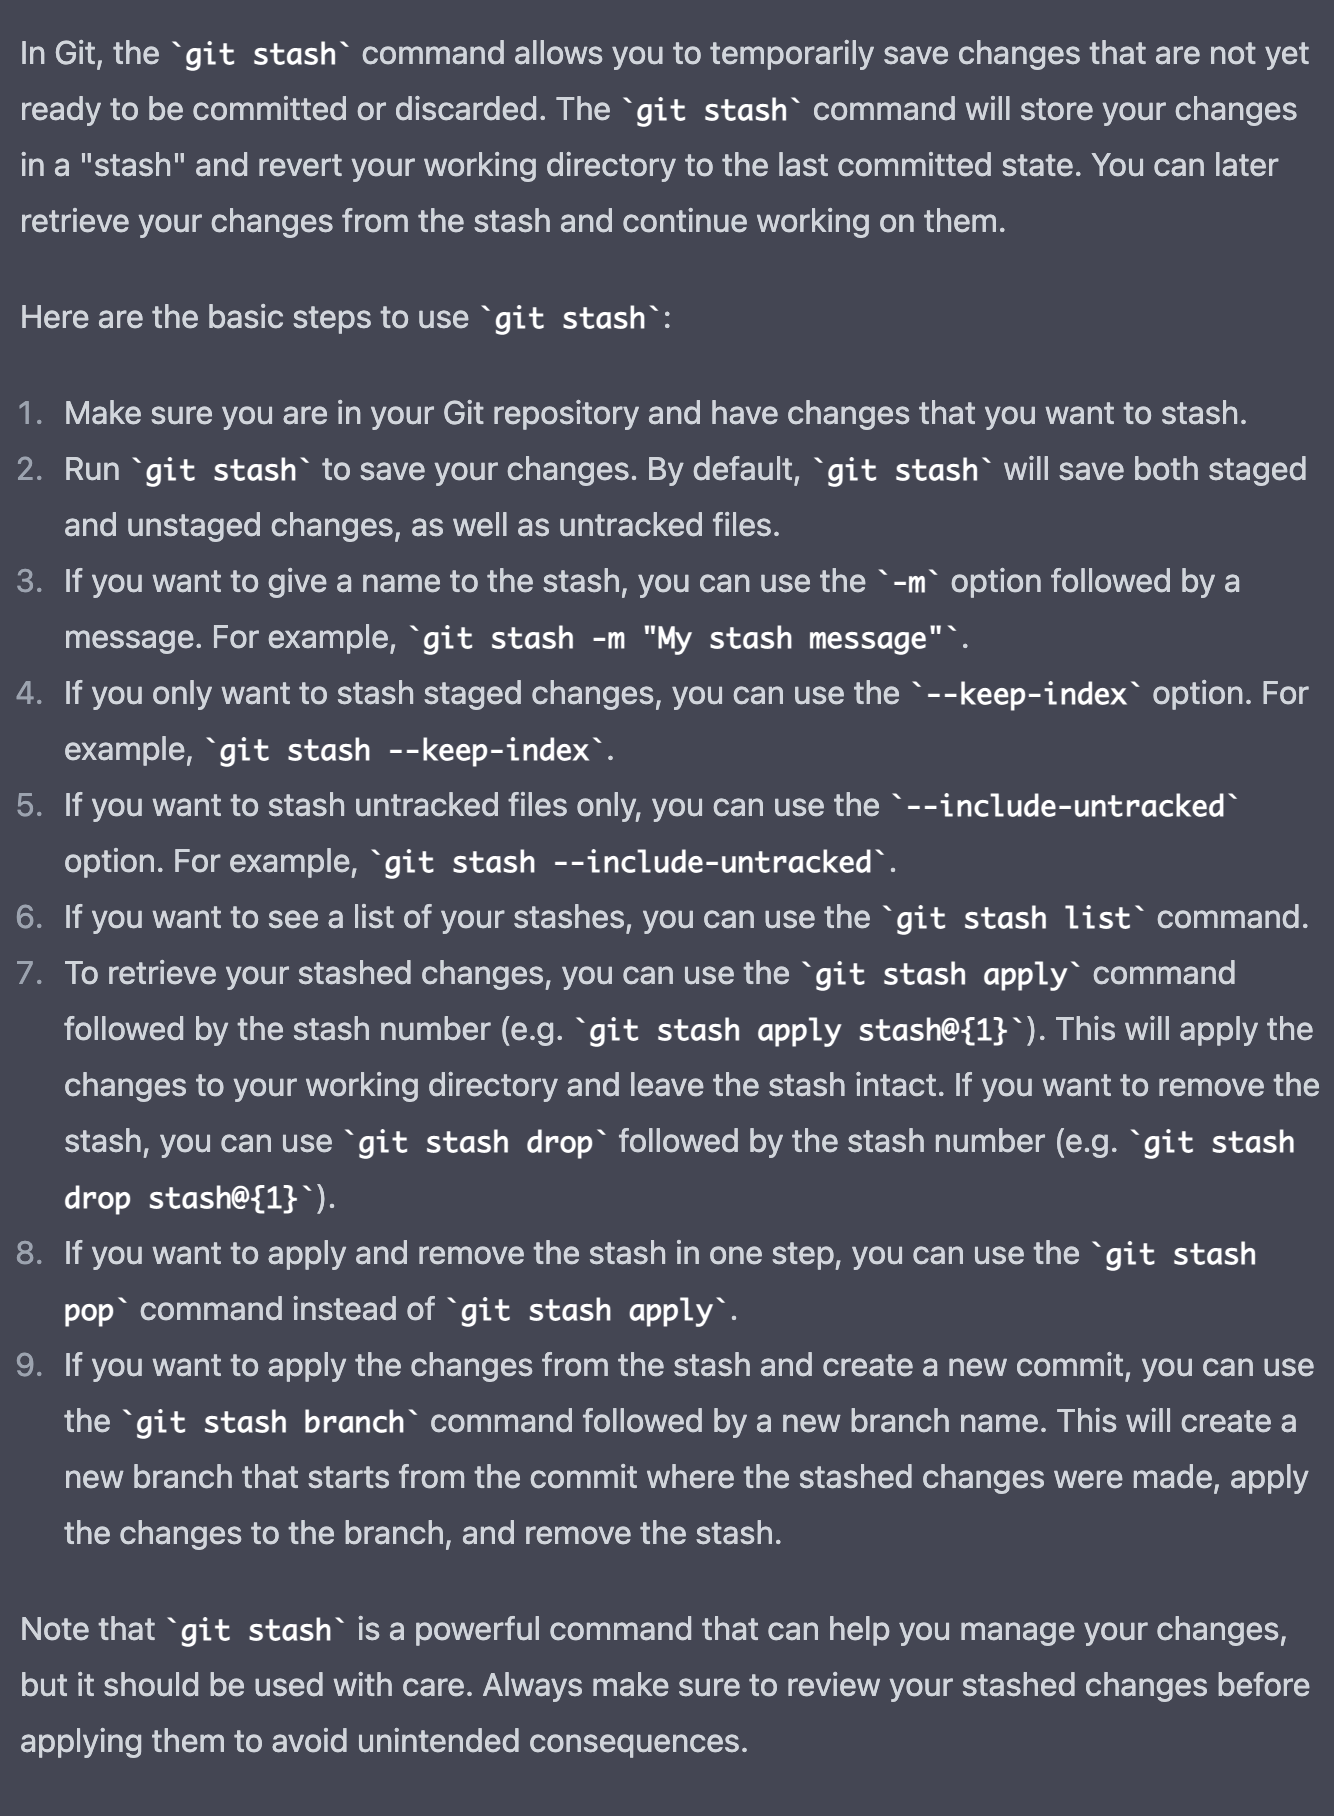 In Git, the `git stash` command allows you to temporarily save changes that are not yet
ready to be committed or discarded. The `git stash` command will store your changes
in a "stash" and revert your working directory to the last committed state. You can later
retrieve your changes from the stash and continue working on them.
Here are the basic steps to use `git stash`:
1. Make sure you are in your Git repository and have changes that you want to stash.
2. Run `git stash` to save your changes. By default, `git stash` will save both staged
and unstaged changes, as well as untracked files.
3. If you want to give a name to the stash, you can use the `-m` option followed by a
message. For example, `git stash -m "My stash message"`.
4. If you only want to stash staged changes, you can use the `--keep-index` option. For
example, `git stash --keep-index`.
5. If you want to stash untracked files only, you can use the `--include-untracked`
option. For example, `git stash --include-untracked`.
6. If you want to see a list of your stashes, you can use the `git stash list` command.
7. To retrieve your stashed changes, you can use the `git stash apply` command
followed by the stash number (e.g. `git stash apply stash@{1}`). This will apply the
changes to your working directory and leave the stash intact. If you want to remove the
stash, you can use `git stash drop` followed by the stash number (e.g. `git stash
drop stash@{1}`).
8. If you want to apply and remove the stash in one step, you can use the `git stash
pop` command instead of `git stash apply`.
9. If you want to apply the changes from the stash and create a new commit, you can use
the `git stash branch` command followed by a new branch name. This will create a
new branch that starts from the commit where the stashed changes were made, apply
the changes to the branch, and remove the stash.
Note that `git stash` is a powerful command that can help you manage your changes,
but it should be used with care. Always make sure to review your stashed changes before
applying them to avoid unintended consequences.